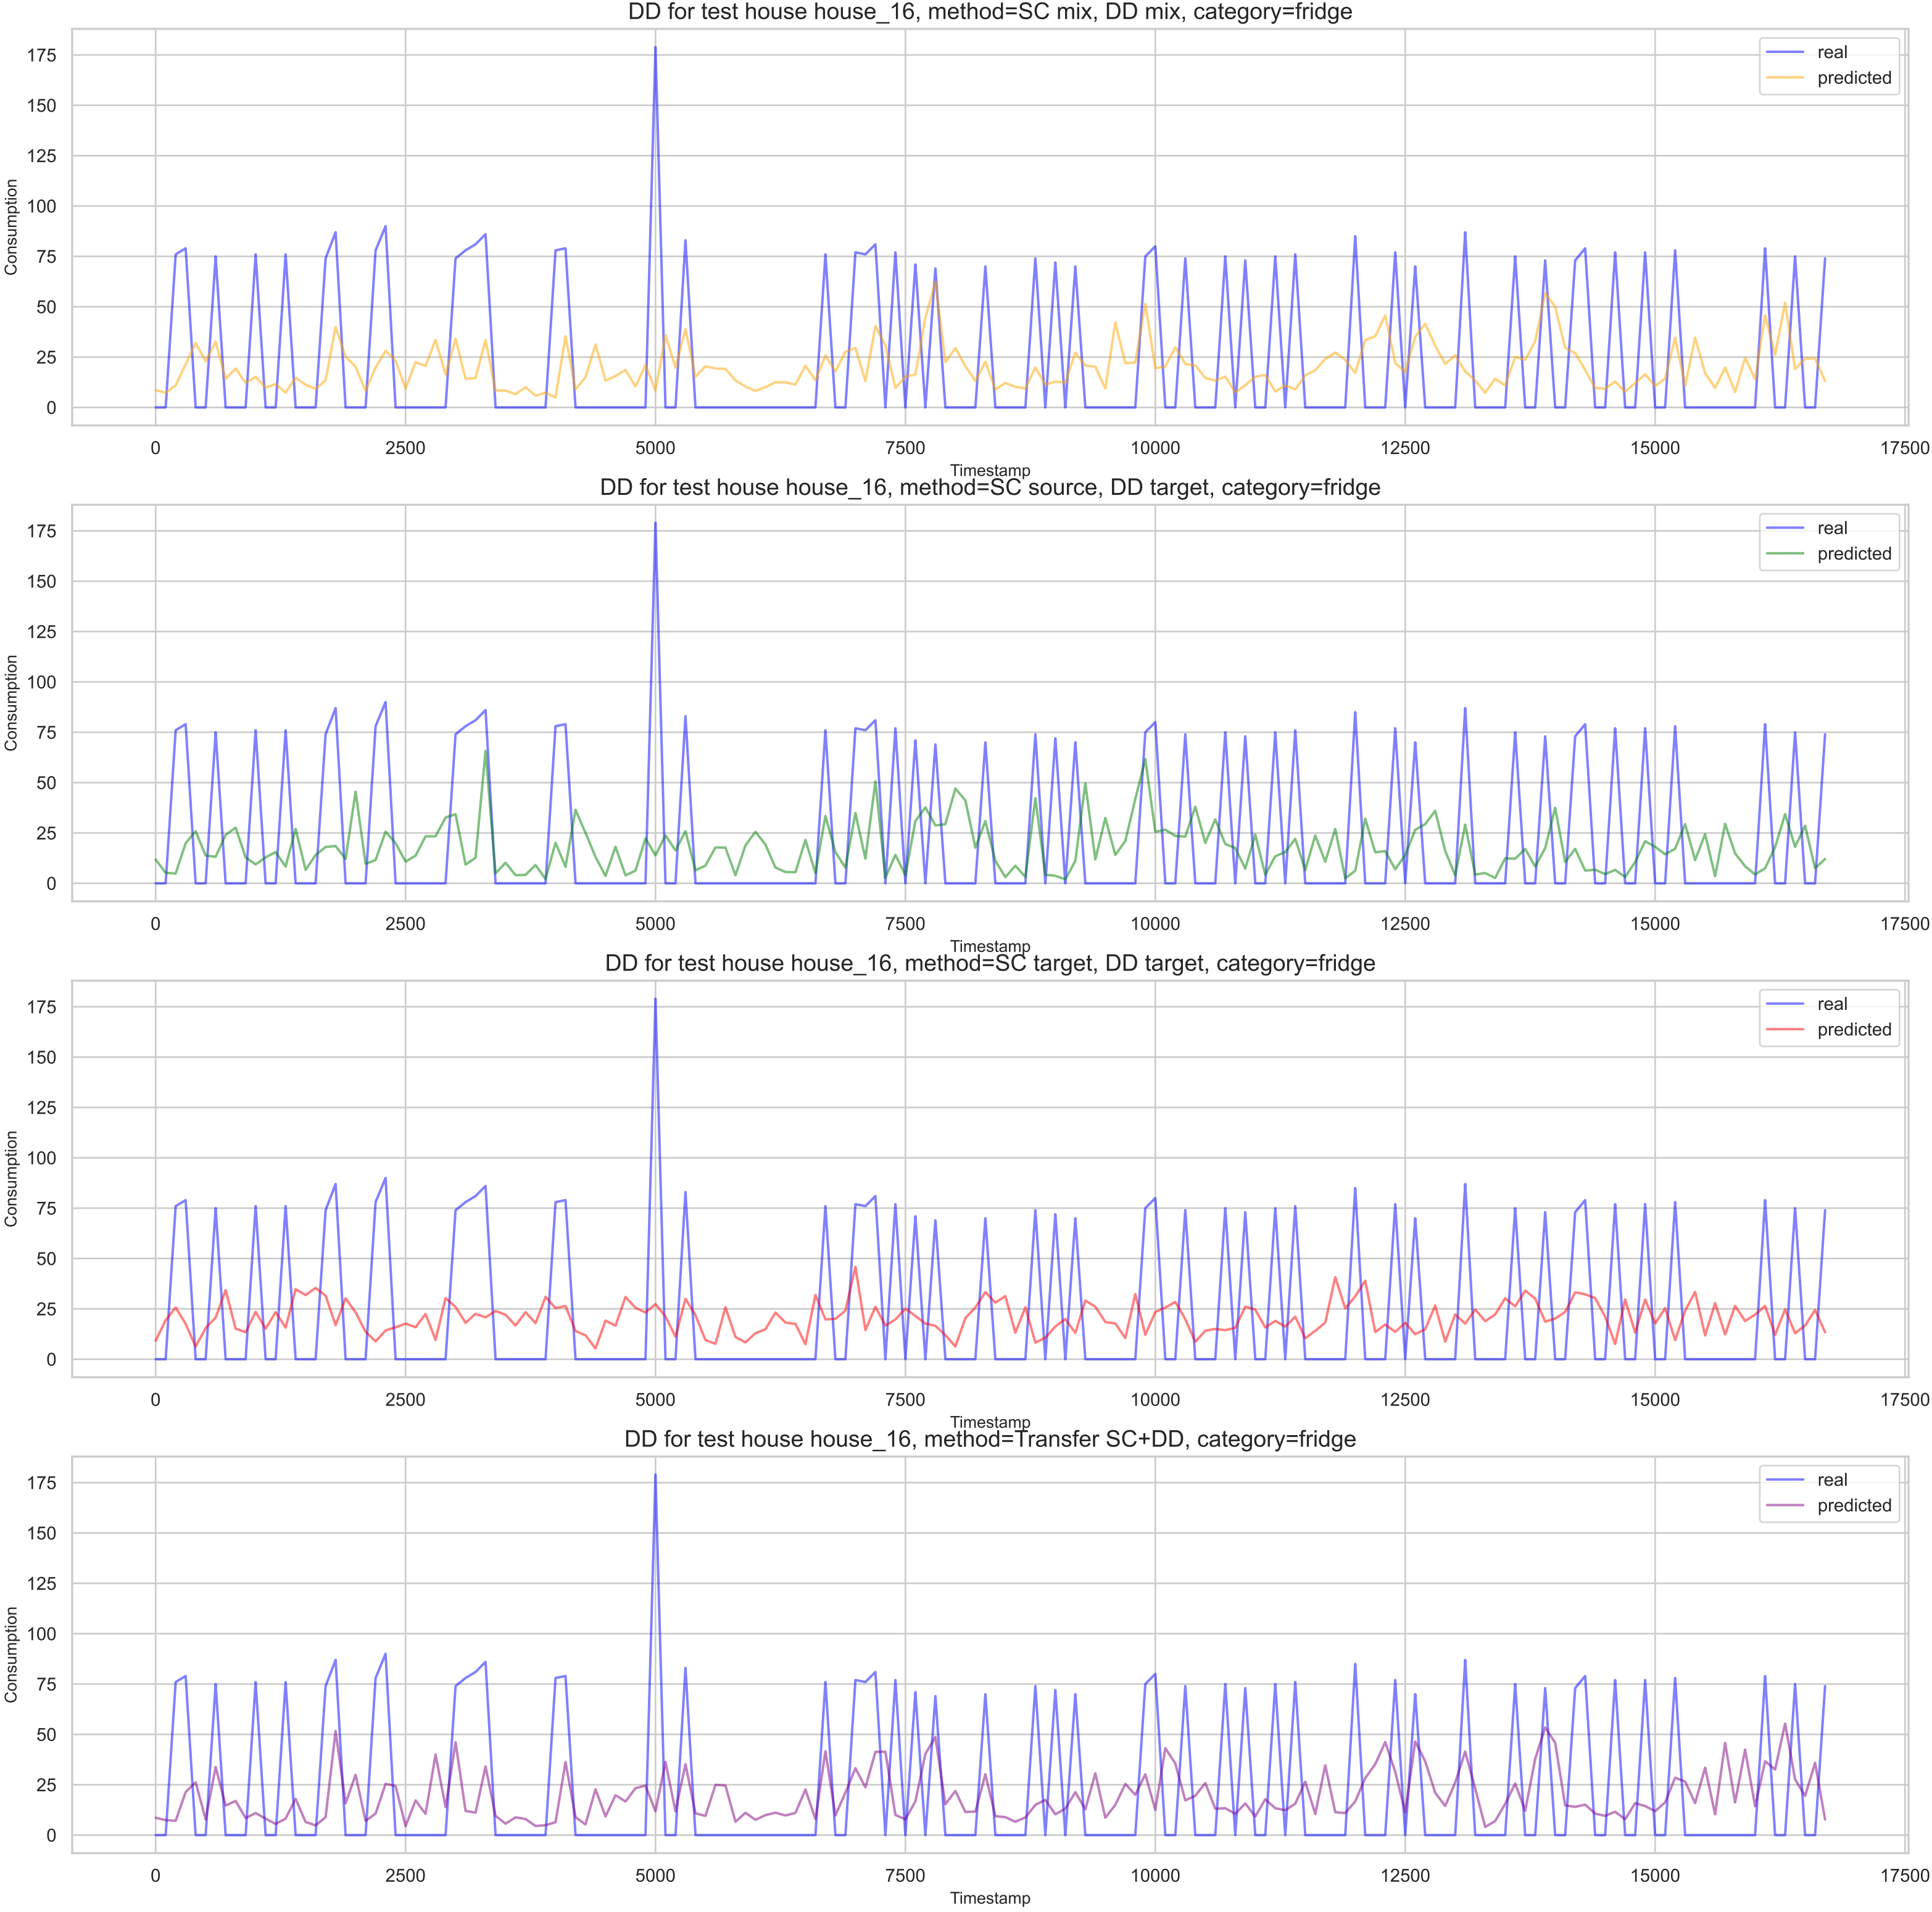 DD for test house house_16, method=SC mix, DD mix, category=fridge
real
predicted
Consumption
175
150
125
100
75
50
25
0
0 2500 5000 7500 10000 12500 15000 17500
Timestamp
DD for test house house_16, method=SC source, DD target, category=fridge
real
predicted
Consumption
175
150
125
100
75
50
25
0
0 2500 5000 7500 10000 12500 15000 17500
Timestamp
DD for test house house_16, method=SC target, DD target, category=fridge
real
predicted
Consumption
175
150
125
100
75
50
25
0
0 2500 5000 7500 10000 12500 15000 17500
Timestamp
DD for test house house_16, method=Transfer SC+DD, category=fridge
real
predicted
Consumption
175
150
125
100
75
50
25
0
0 2500 5000 7500 10000 12500 15000 17500
Timestamp